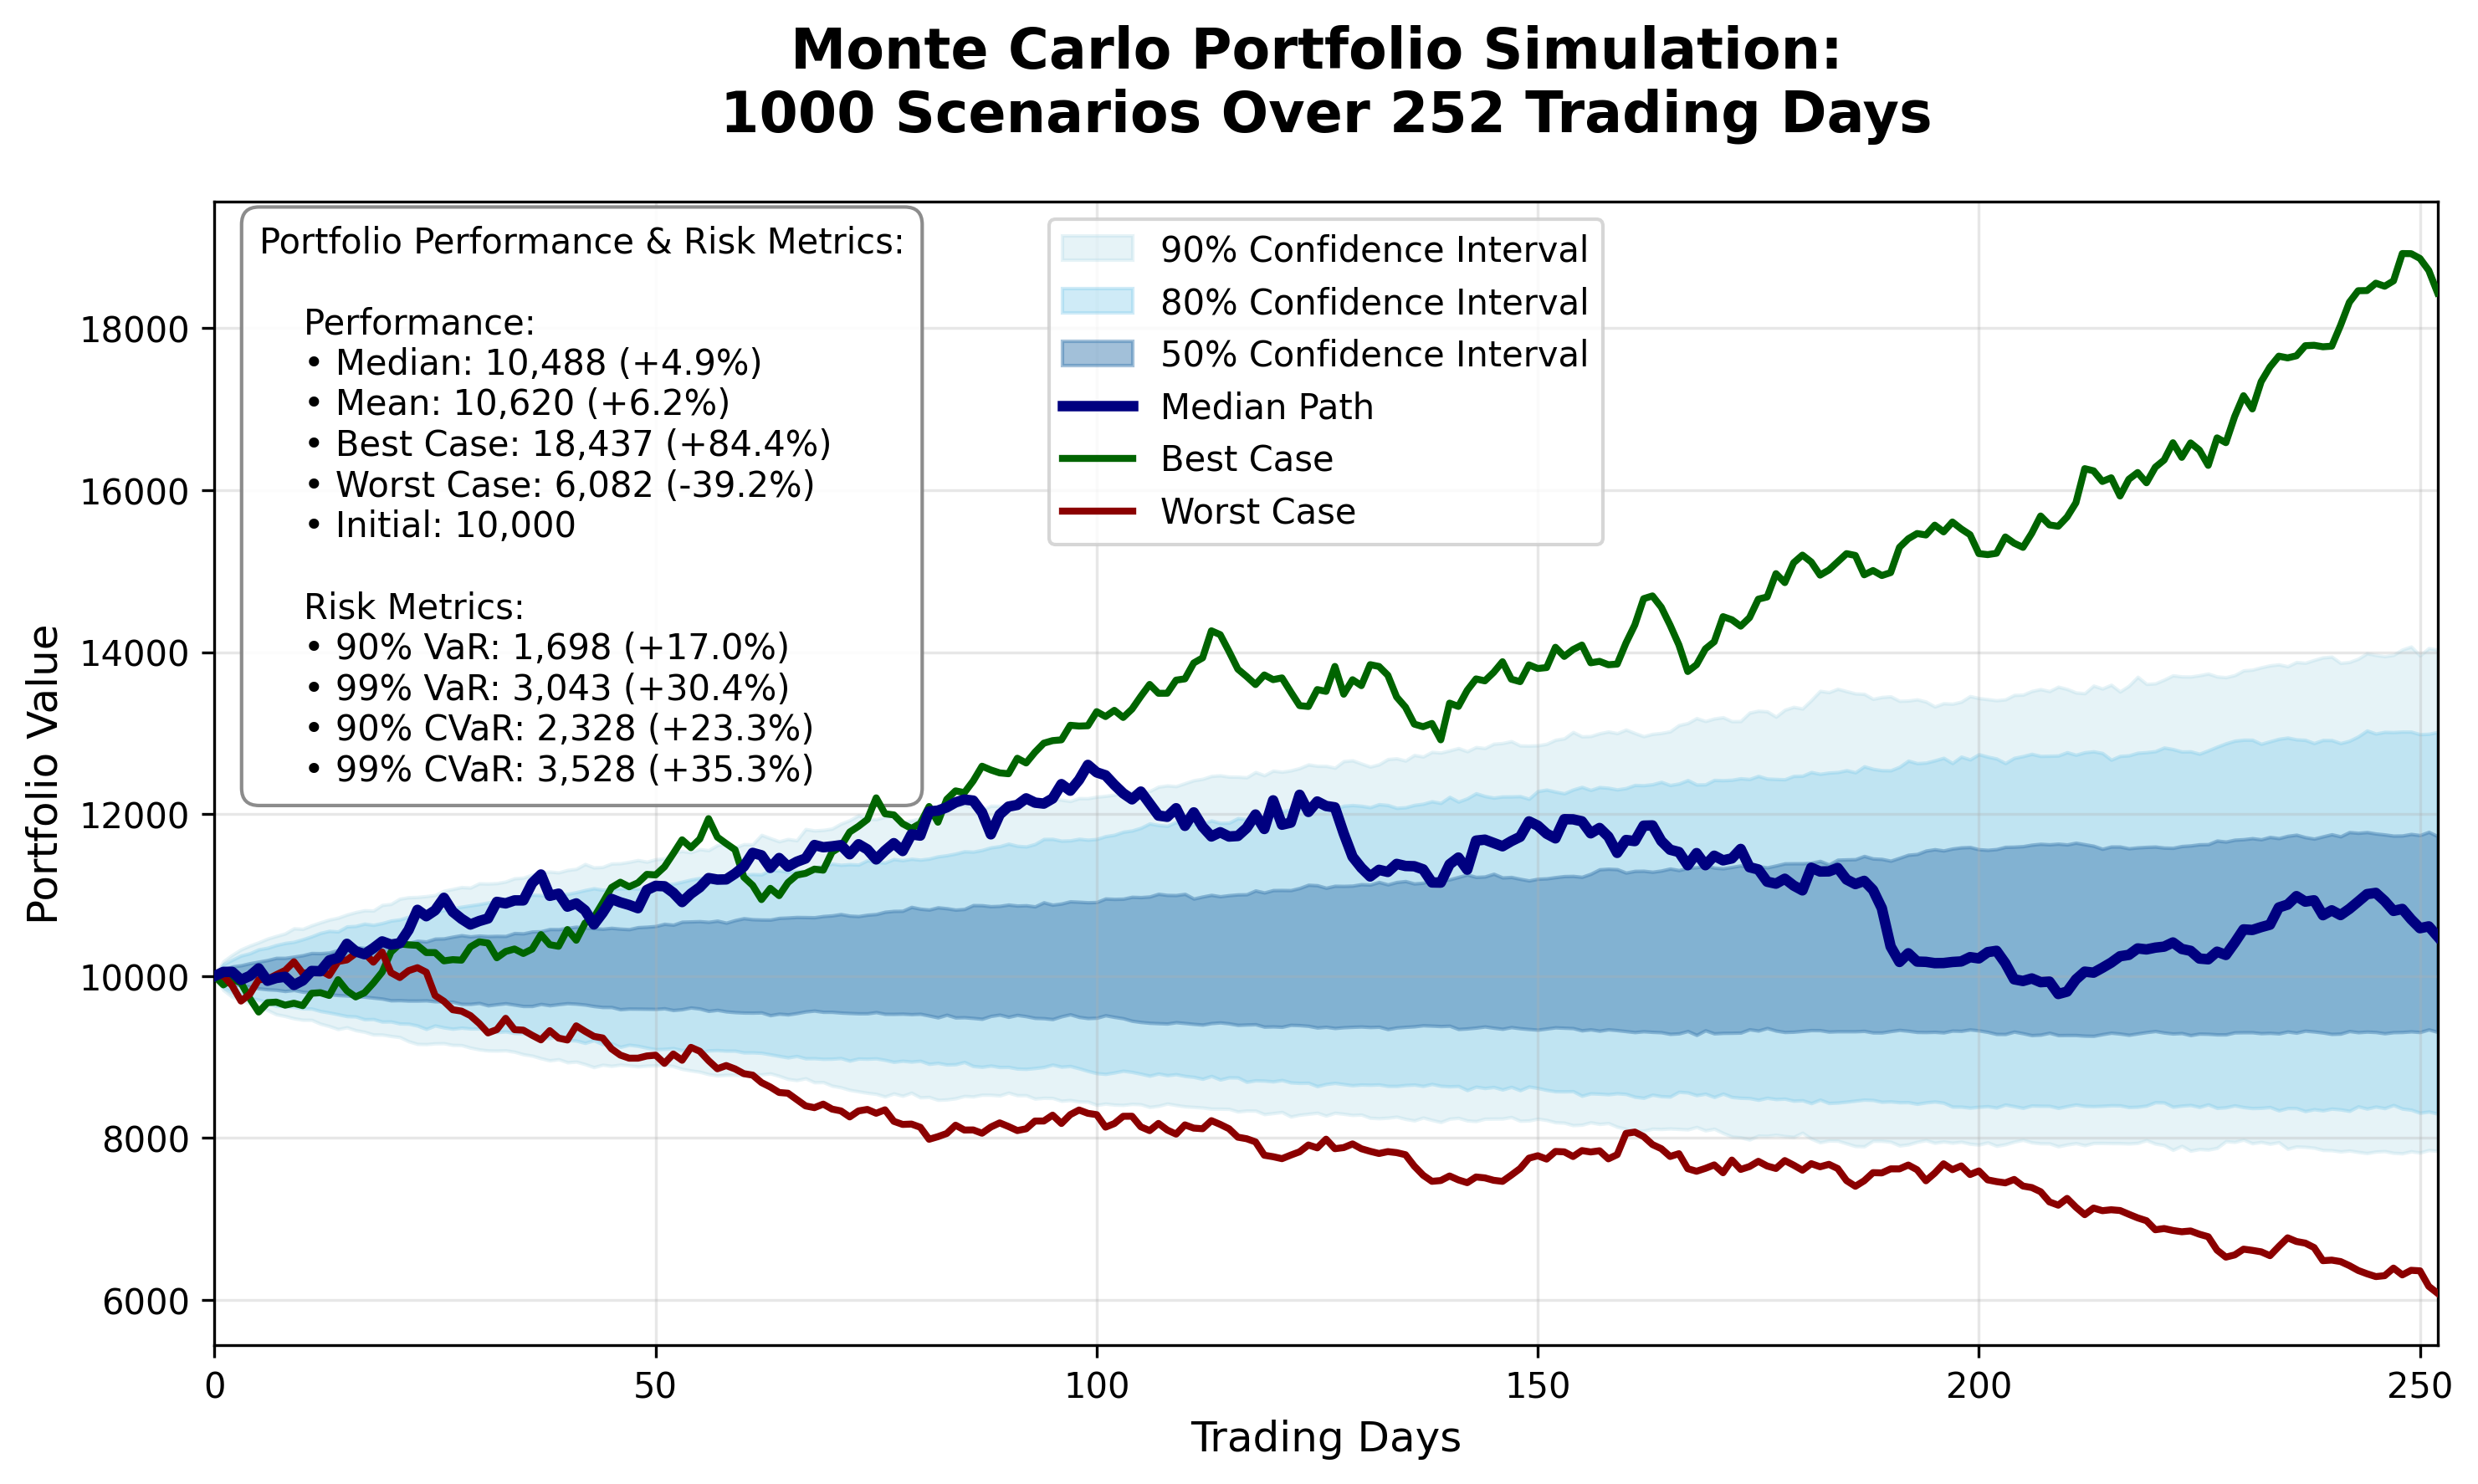 Monte Carlo Portfolio Simulation:
1000 Scenarios Over 252 Trading Days
Portfolio Performance & Risk Metrics:
Performance:
• Median: 10,488 (+4.9%)
• Mean: 10,620 (+6.2%)
• Best Case: 18,437 (+84.4%)
• Worst Case: 6,082 (-39.2%)
• Initial: 10,000
Risk Metrics:
• 90% VaR: 1,698 (+17.0%)
• 99% VaR: 3,043 (+30.4%)
• 90% CVaR: 2,328 (+23.3%)
• 99% CVaR: 3,528 (+35.3%)
90% Confidence Interval
80% Confidence Interval
50% Confidence Interval
Median Path
Best Case
Worst Case
Portfolio Value
18000
16000
14000
12000
10000
8000
6000
0 50 100 150 200 250
Trading Days